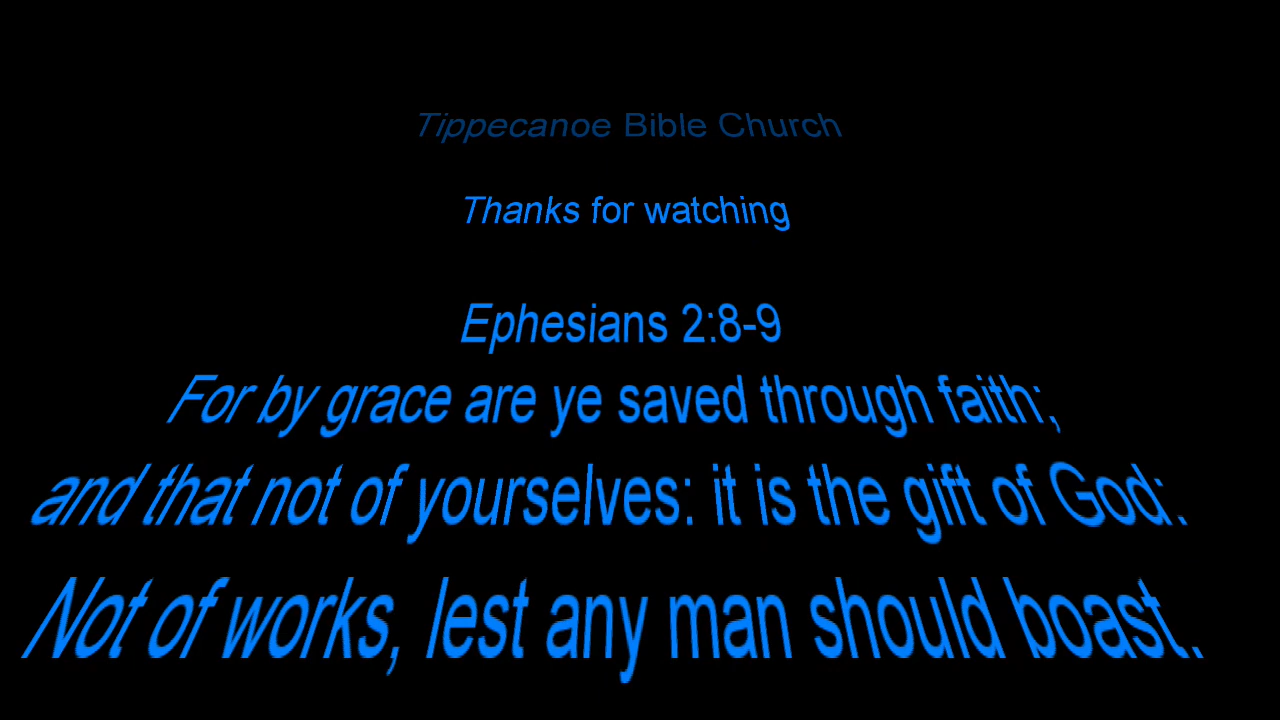 Tippecanoe Bible Church
Thanks for watching
Ephesians 2:8-9
For by grace are ye saved through faith;
and that not of yourselves: it is the gift of God:
Not of works, lest any man should boast.